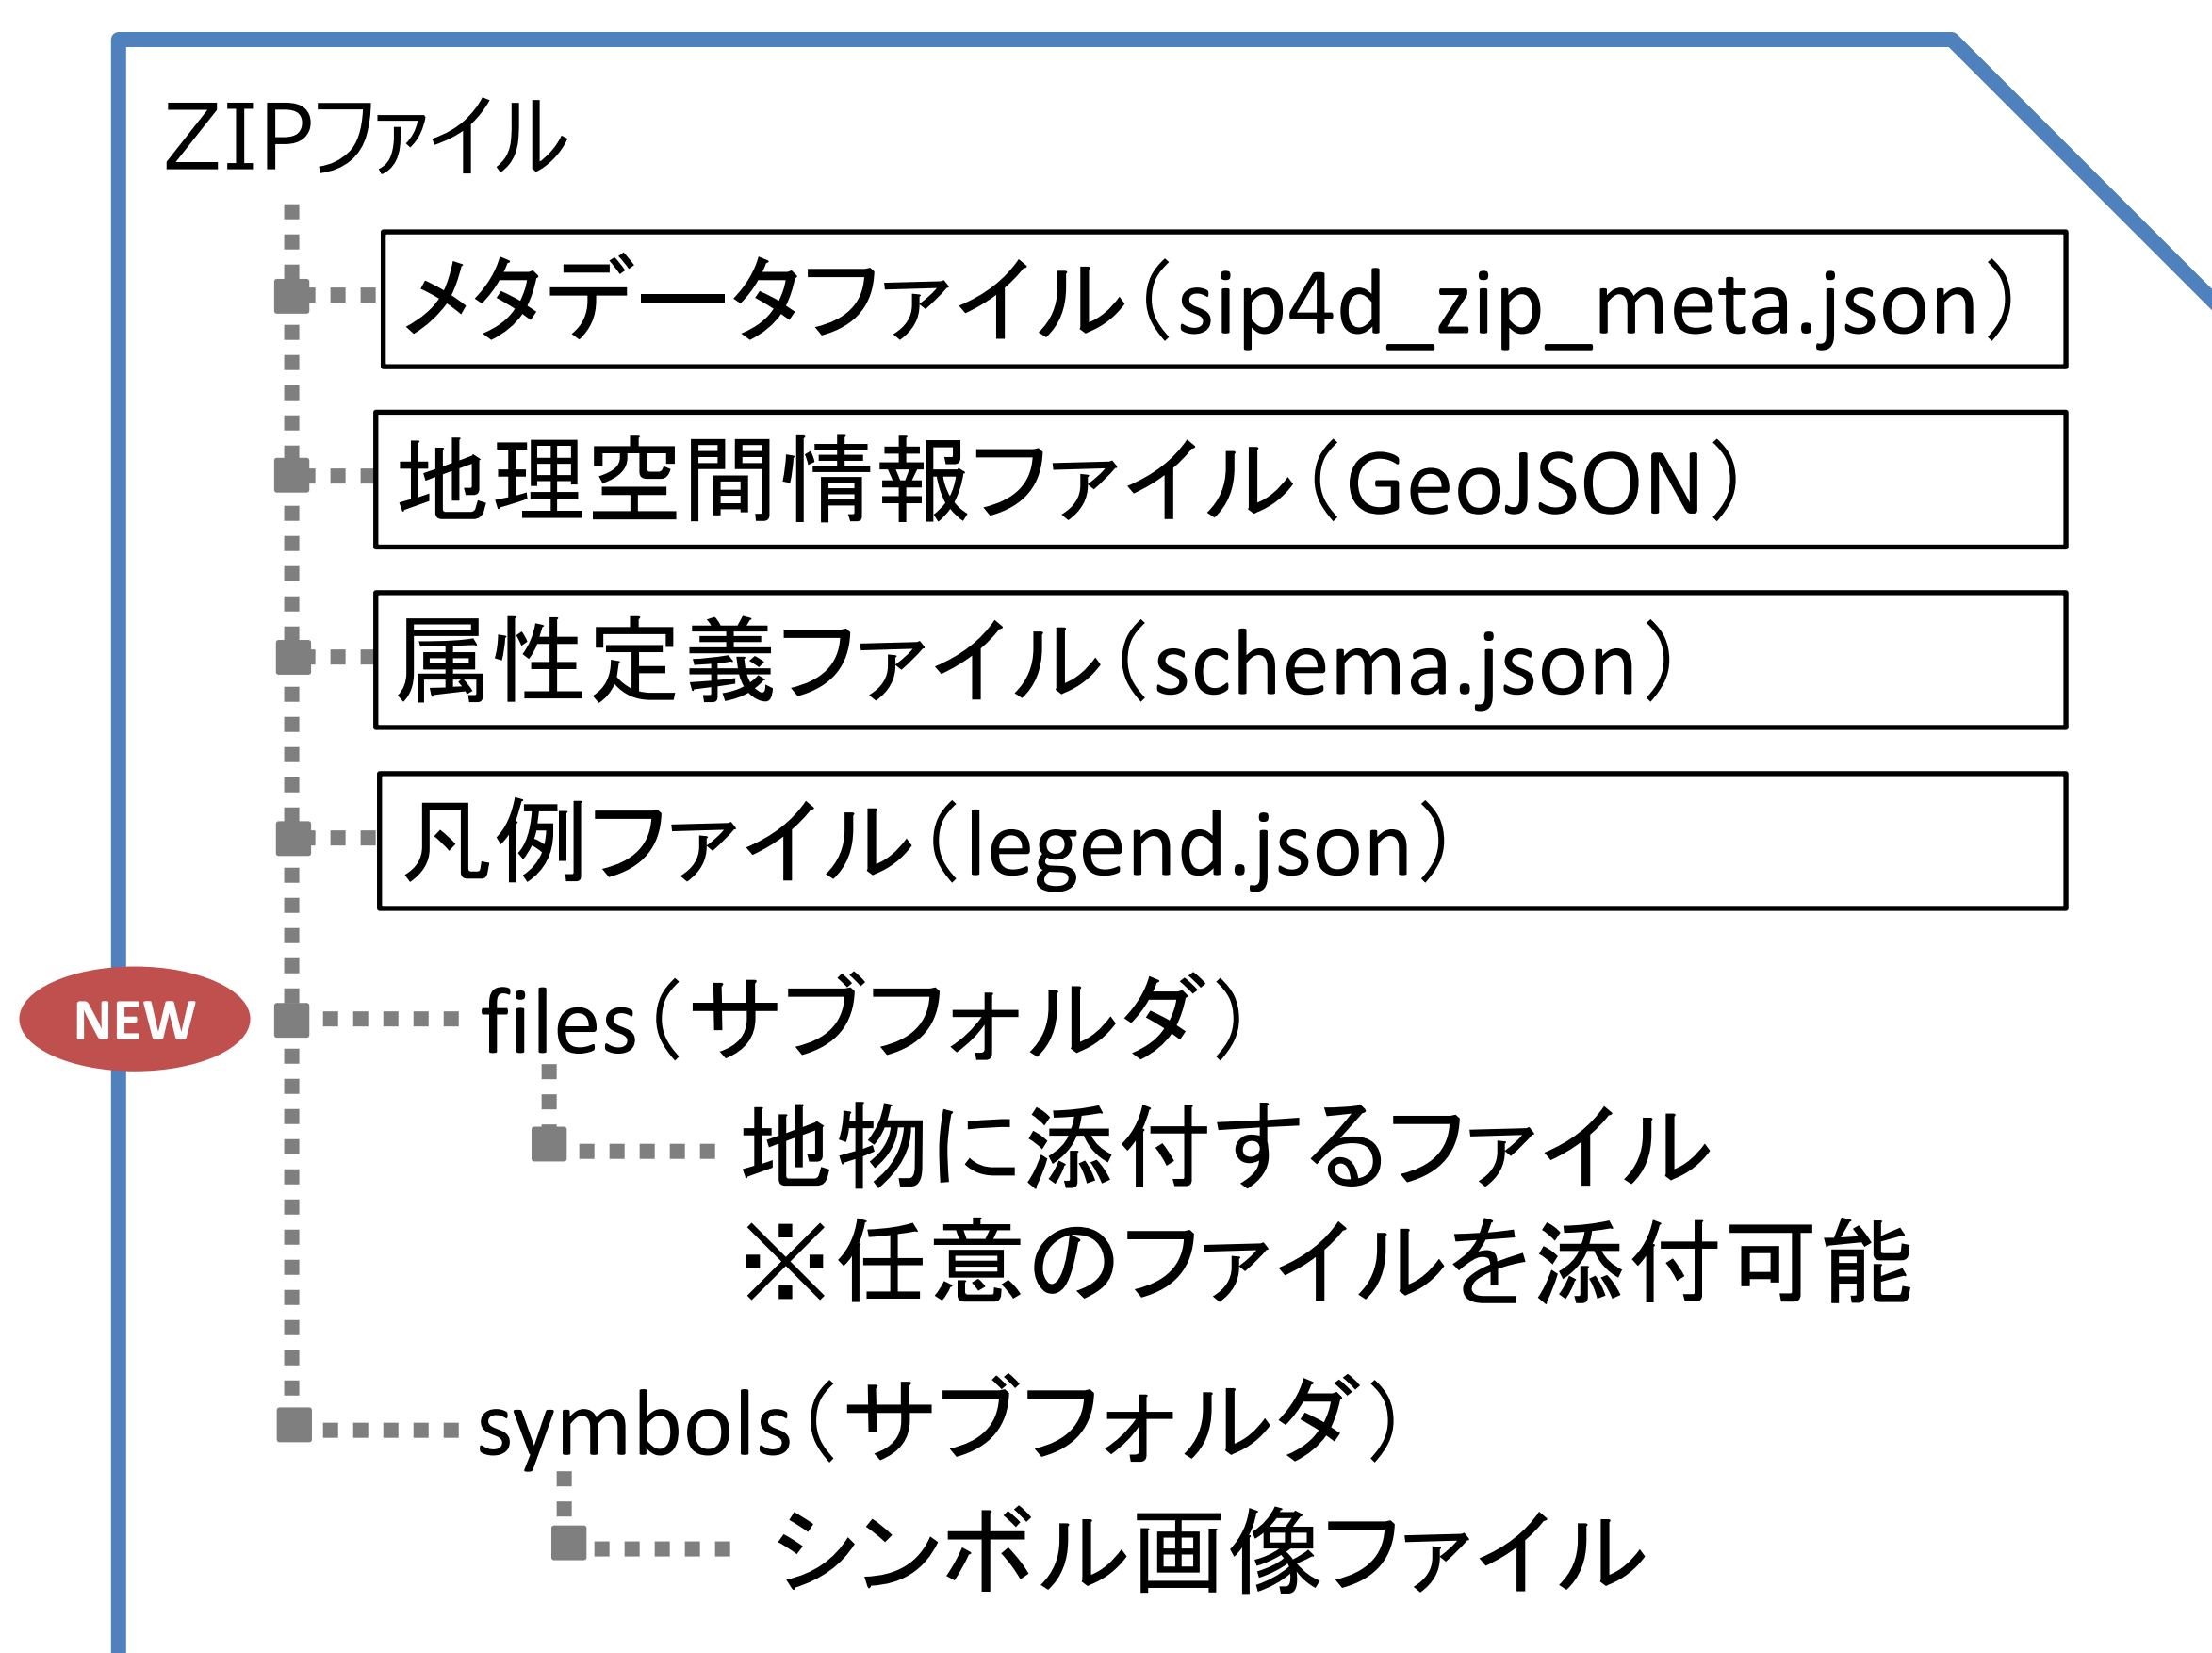 ZIPファイル
メタデータファイル(sip4d_zip_meta.json)
地理空間情報ファイル(GeoJSON)
属性定義ファイル(schema.json)
凡例ファイル(legend.json)
NEW
files(サブフォルダ)
地物に添付するファイル
※任意のファイルを添付可能
symbols(サブフォルダ)
シンボル画像ファイル